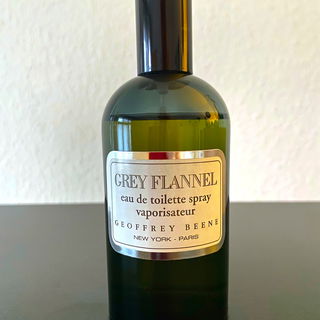 GREY FLANNEL
eau de toilette spray
vaporisateur
GEOFFREY BEENE
NEW YORK - PARIS